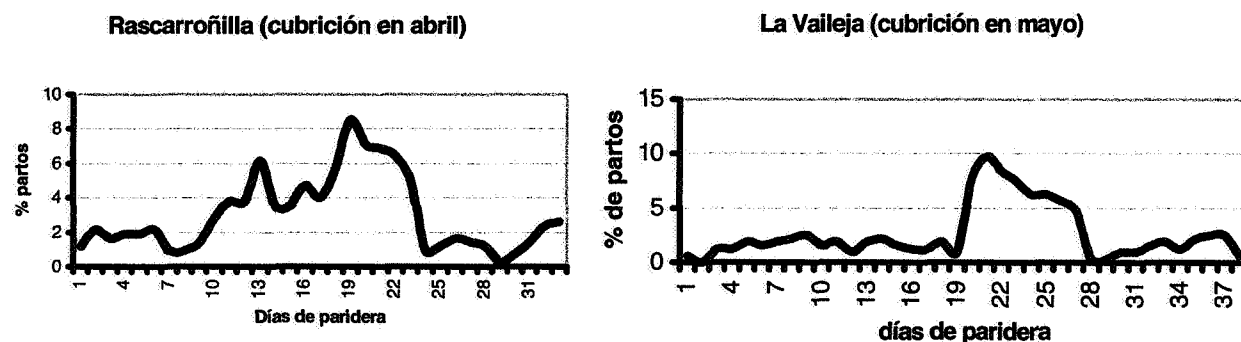 Rascarroñilla (cubrición en abril)
% partos
10
8
6
4
2
0
1 4 7 10 13 16 19 22 25 28 31
Días de paridera
La Vaileja (cubrición en mayo)
% de partos
15
10
5
0
1 4 7 10 13 16 19 22 25 28 31 34 37
días de paridera